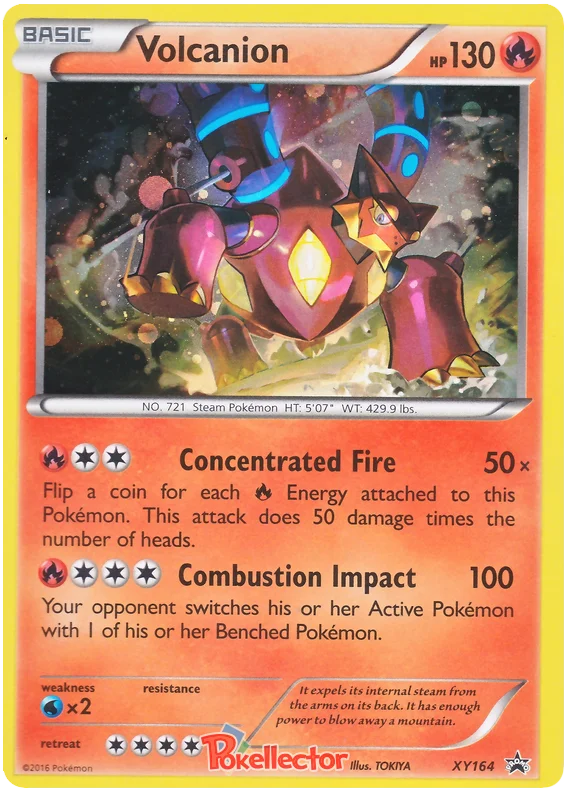 BASIC
Volcanion
HP 130
NO. 721 Steam Pokémon HT: 5'07" WT: 429.9 lbs.
Concentrated Fire 50×
Flip a coin for each Energy attached to this
Pokémon. This attack does 50 damage times the
number of heads.
Combustion Impact 100
Your opponent switches his or her Active Pokémon
with 1 of his or her Benched Pokémon.
weakness resistance
×2
It expels its internal steam from
the arms on its back. It has enough
power to blow away a mountain.
retreat
Pokellector
©2016 Pokémon
Illus. TOKIYA
XY164
PROMO